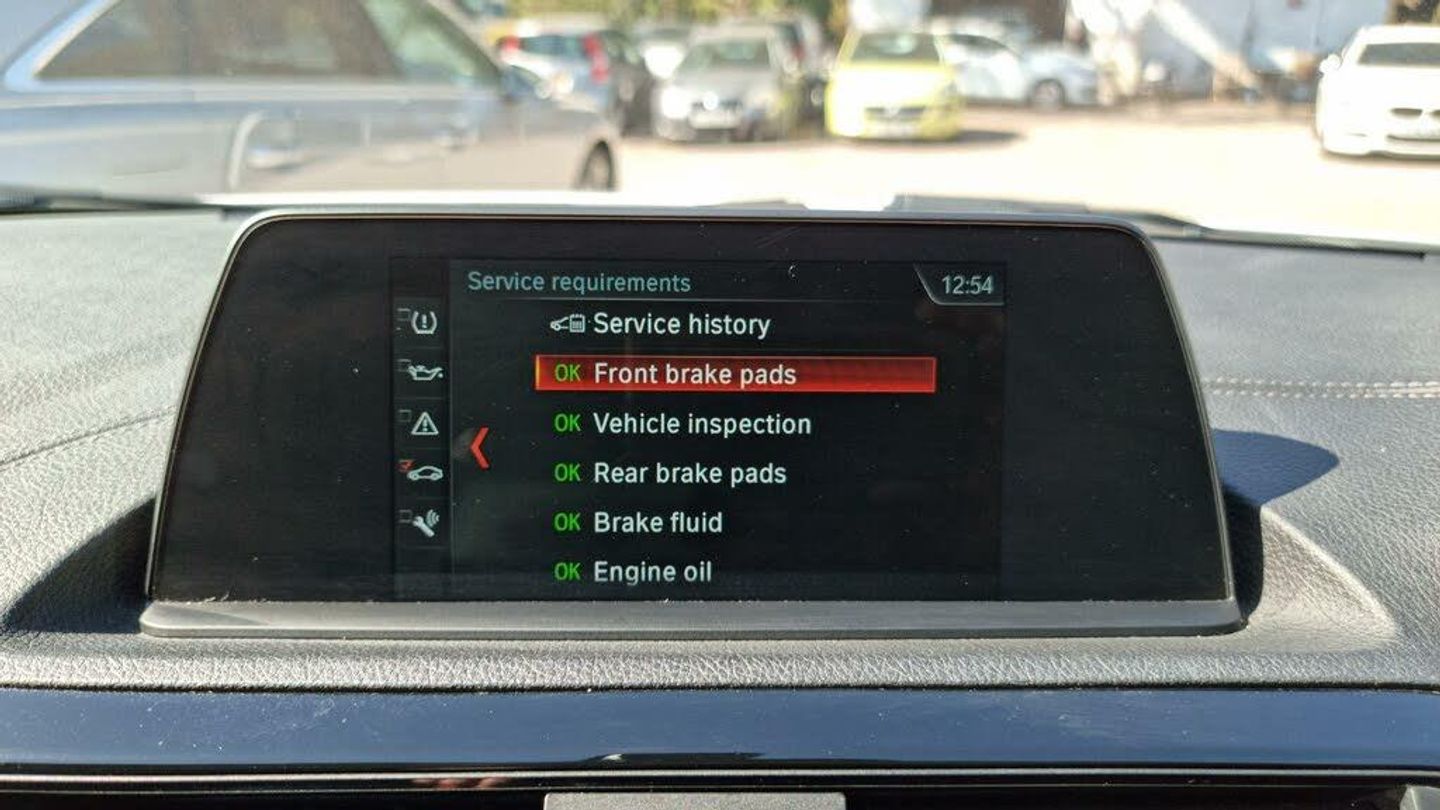 Service requirements
12:54
Service history
OK Front brake pads
OK Vehicle inspection
OK Rear brake pads
OK Brake fluid
OK Engine oil